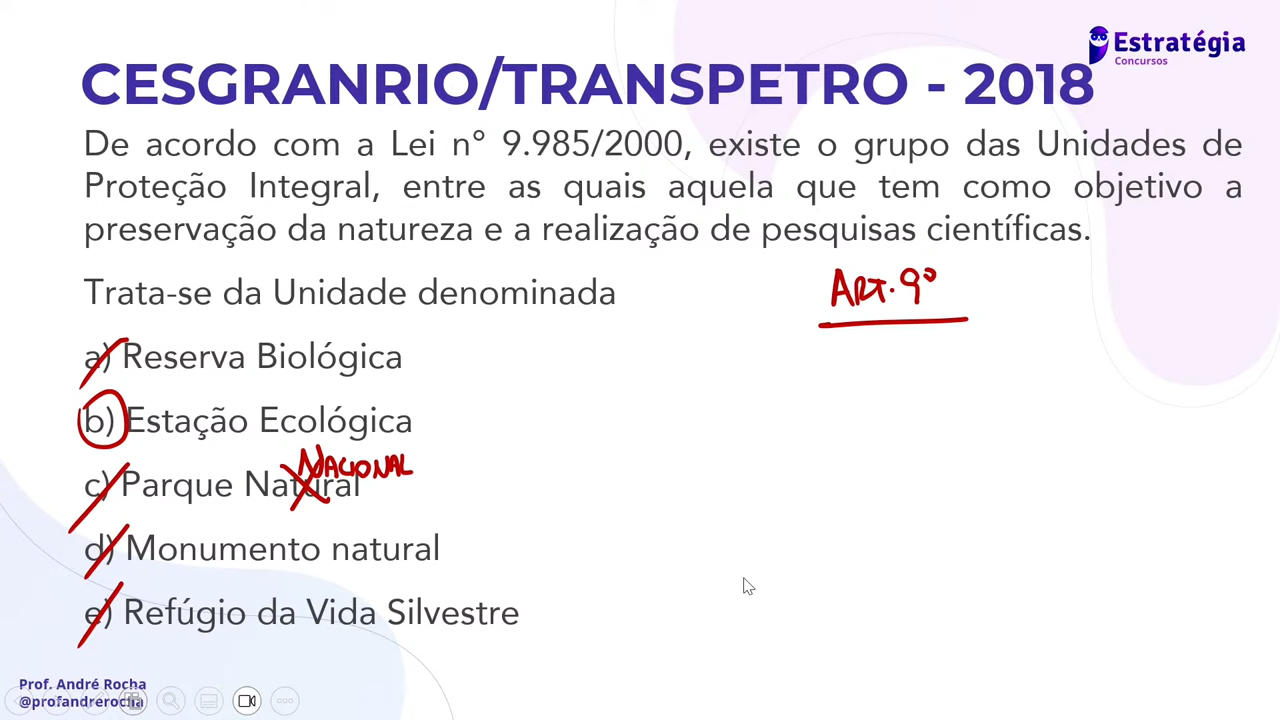 Estratégia
Concursos
CESGRANRIO/TRANSPETRO - 2018
De acordo com a Lei n° 9.985/2000, existe o grupo das Unidades de
Proteção Integral, entre as quais aquela que tem como objetivo a
preservação da natureza e a realização de pesquisas científicas.
ART. 9º
Trata-se da Unidade denominada
a) Reserva Biológica
b) Estação Ecológica
NACIONAL
c) Parque Natural
d) Monumento natural
e) Refúgio da Vida Silvestre
Prof. André Rocha
@profandrerocha